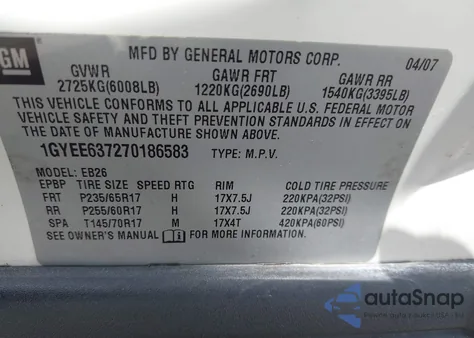 GM
MFD BY GENERAL MOTORS CORP. 04/07
GVWR GAWR FRT GAWR RR
2725KG(6008LB) 1220KG(2690LB) 1540KG(3395LB)
THIS VEHICLE CONFORMS TO ALL APPLICABLE U.S. FEDERAL MOTOR
VEHICLE SAFETY AND THEFT PREVENTION STANDARDS IN EFFECT ON
THE DATE OF MANUFACTURE SHOWN ABOVE.
1GYEE637270186583 TYPE: M.P.V.
MODEL: EB26
EPBP TIRE SIZE SPEED RTG RIM COLD TIRE PRESSURE
FRT P235/65R17 H 17X7.5J 220KPA(32PSI)
RR P255/60R17 H 17X7.5J 220KPA(32PSI)
SPA T145/70R17 M 17X4T 420KPA(60PSI)
SEE OWNER'S MANUAL FOR MORE INFORMATION.
autoSnap